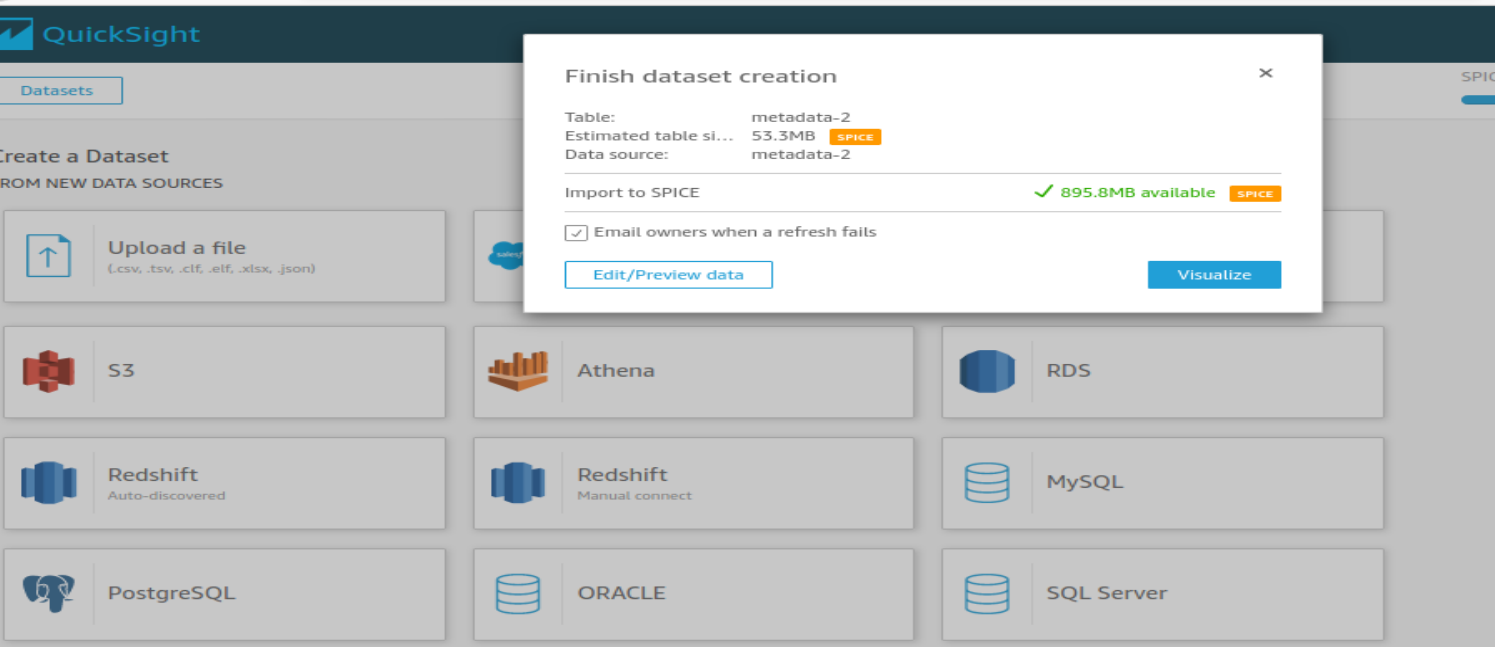 QuickSight
Datasets
SPIC
Create a Dataset
ROM NEW DATA SOURCES
Finish dataset creation
×
Table: metadata-2
Estimated table si... 53.3MB SPICE
Data source: metadata-2
Import to SPICE 895.8MB available SPICE
Email owners when a refresh fails
Edit/Preview data Visualize
Upload a file
(.csv, .tsv, .clf, .elf, .xlsx, .json)
S3 Athena RDS
Redshift Redshift MySQL
Auto-discovered Manual connect
PostgreSQL ORACLE SQL Server